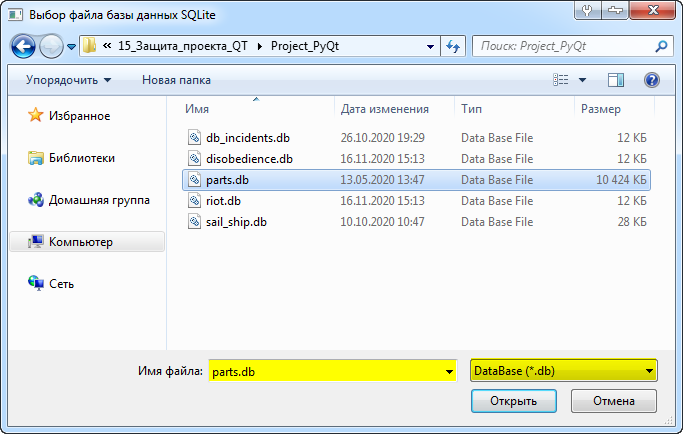 Выбор файла базы данных SQLite
« 15_Защита_проекта_QT Project_PyQt Поиск: Project_PyQt
Упорядочить Новая папка
Имя Дата изменения Тип Размер
Избранное
Библиотеки
Домашняя группа
Компьютер
Сеть
db_incidents.db 26.10.2020 19:29 Data Base File 12 КБ
disobedience.db 16.11.2020 15:13 Data Base File 12 КБ
parts.db 13.05.2020 13:47 Data Base File 10 424 КБ
riot.db 16.11.2020 15:13 Data Base File 12 КБ
sail_ship.db 10.10.2020 10:47 Data Base File 28 КБ
Имя файла: parts.db DataBase (*.db)
Открыть Отмена